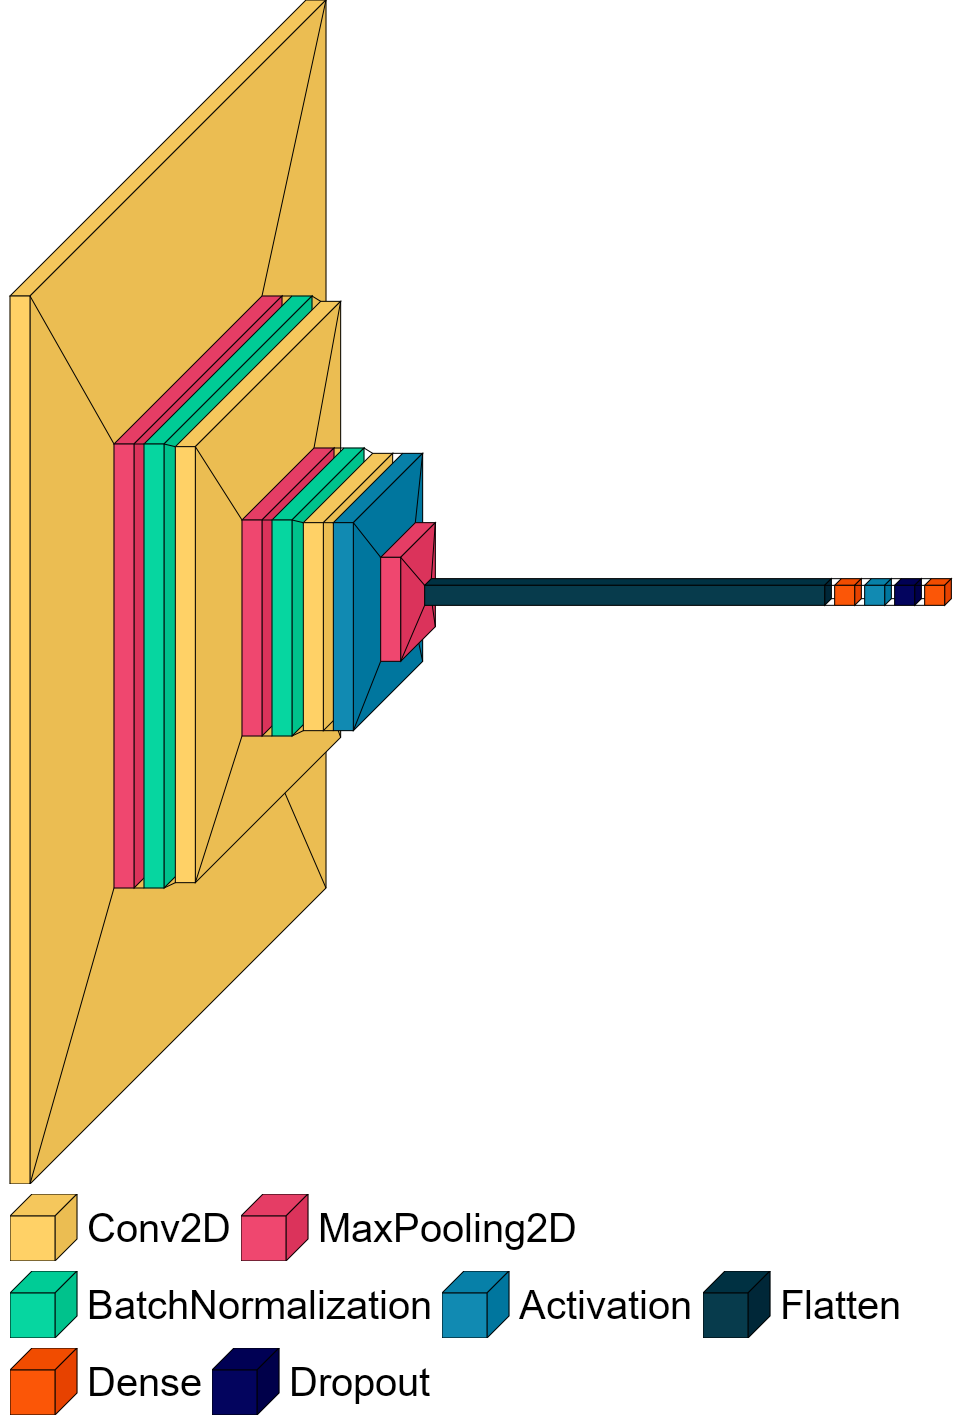 Conv2D MaxPooling2D
BatchNormalization Activation Flatten
Dense Dropout